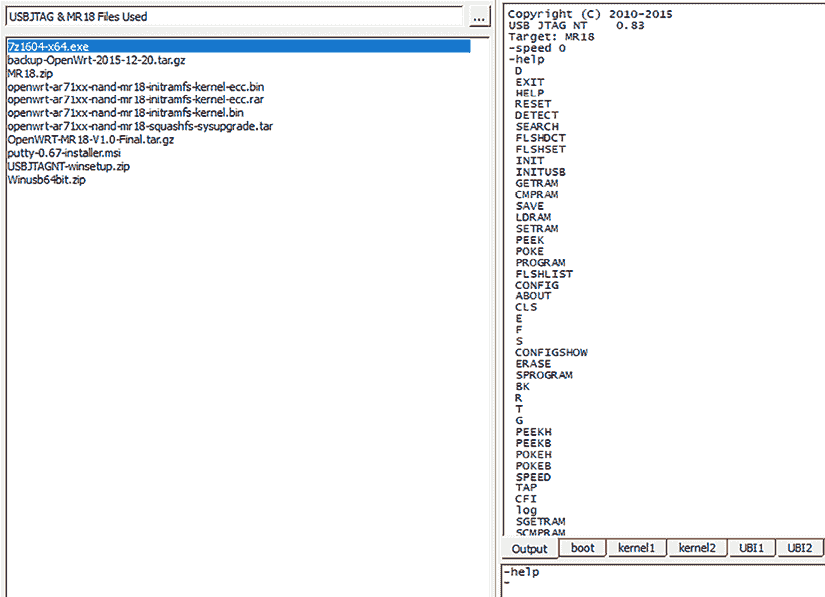 USBJTAG & MR18 Files Used
...
7z1604-x64.exe
backup-OpenWrt-2015-12-20.tar.gz
MR18.zip
openwrt-ar71xx-nand-mr18-initramfs-kernel-ecc.bin
openwrt-ar71xx-nand-mr18-initramfs-kernel-ecc.rar
openwrt-ar71xx-nand-mr18-initramfs-kernel.bin
openwrt-ar71xx-nand-mr18-squashfs-sysupgrade.tar
OpenWRT-MR18-V1.0-Final.tar.gz
putty-0.67-installer.msi
USBJTAGNT-winsetup.zip
Winusb64bit.zip
Copyright (C) 2010-2015
USB JTAG NT 0.83
Target: MR18
-speed 0
-help
D
EXIT
HELP
RESET
DETECT
SEARCH
FLSHDCT
FLSHSET
INIT
INITUSB
GETRAM
CMPRAM
SAVE
LDRAM
SETRAM
PEEK
POKE
PROGRAM
FLSHLIST
CONFIG
ABOUT
CLS
E
F
S
CONFIGSHOW
ERASE
SPROGRAM
BK
R
T
G
PEEKH
PEEKB
POKEH
POKEB
SPEED
TAP
CFI
log
SGETRAM
SCMPRAM
Output boot kernel1 kernel2 UBI1 UBI2
-help
-